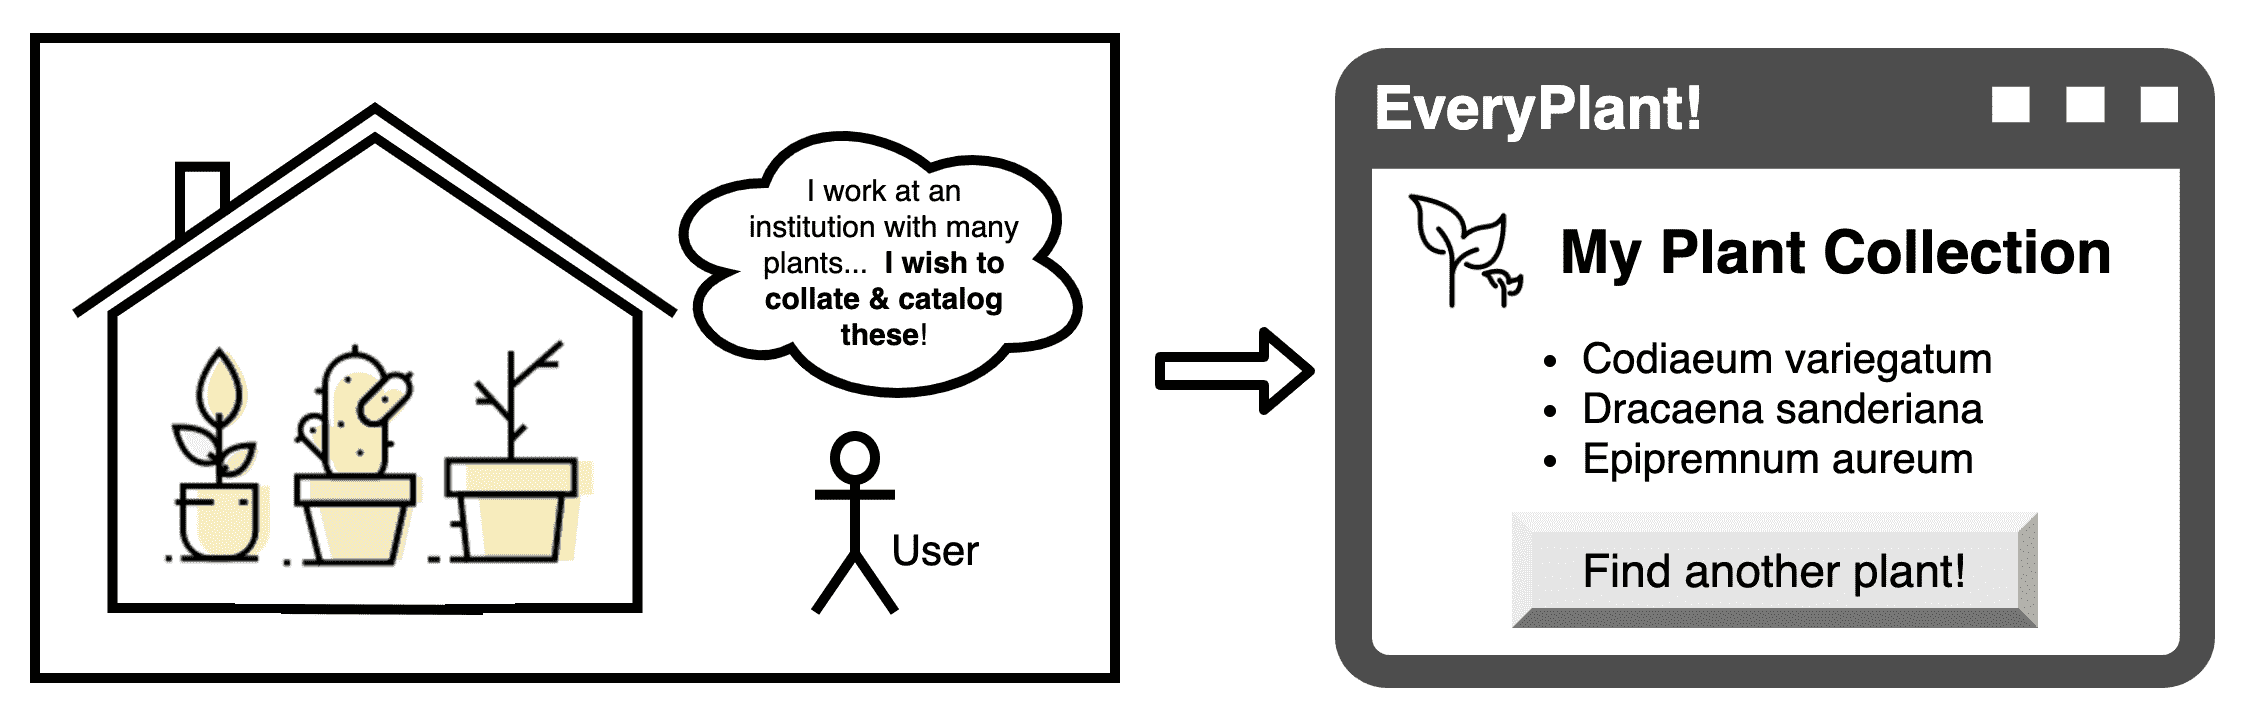 I work at an
institution with many
plants... I wish to
collate & catalog
these!
User
EveryPlant!
My Plant Collection
• Codiaeum variegatum
• Dracaena sanderiana
• Epipremnum aureum
Find another plant!